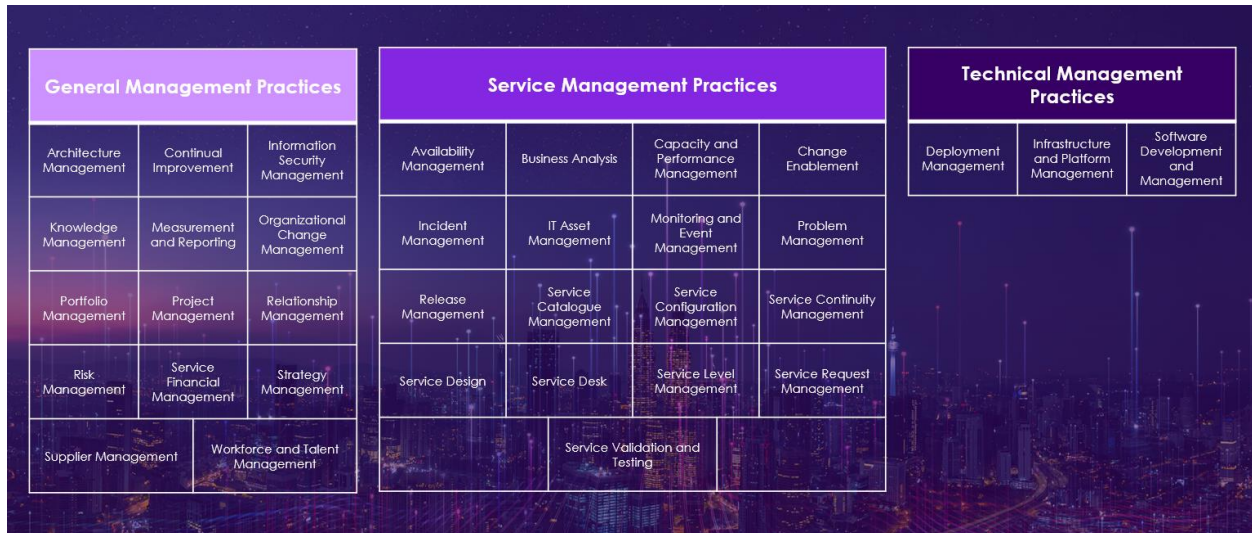 General Management Practices
Architecture
Management
Continual
Improvement
Information
Security
Management
Knowledge
Management
Measurement
and Reporting
Organizational
Change
Management
Portfolio
Management
Project
Management
Relationship
Management
Risk
Management
Service
Financial
Management
Strategy
Management
Supplier Management
Workforce and Talent
Management
Service Management Practices
Availability
Management
Business Analysis
Capacity and
Performance
Management
Change
Enablement
Incident
Management
IT Asset
Management
Monitoring and
Event
Management
Problem
Management
Release
Management
Service
Catalogue
Management
Service
Configuration
Management
Service Continuity
Management
Service Design
Service Desk
Service Level
Management
Service Request
Management
Service Validation and
Testing
Technical Management
Practices
Deployment
Management
Infrastructure
and Platform
Management
Software
Development
and
Management